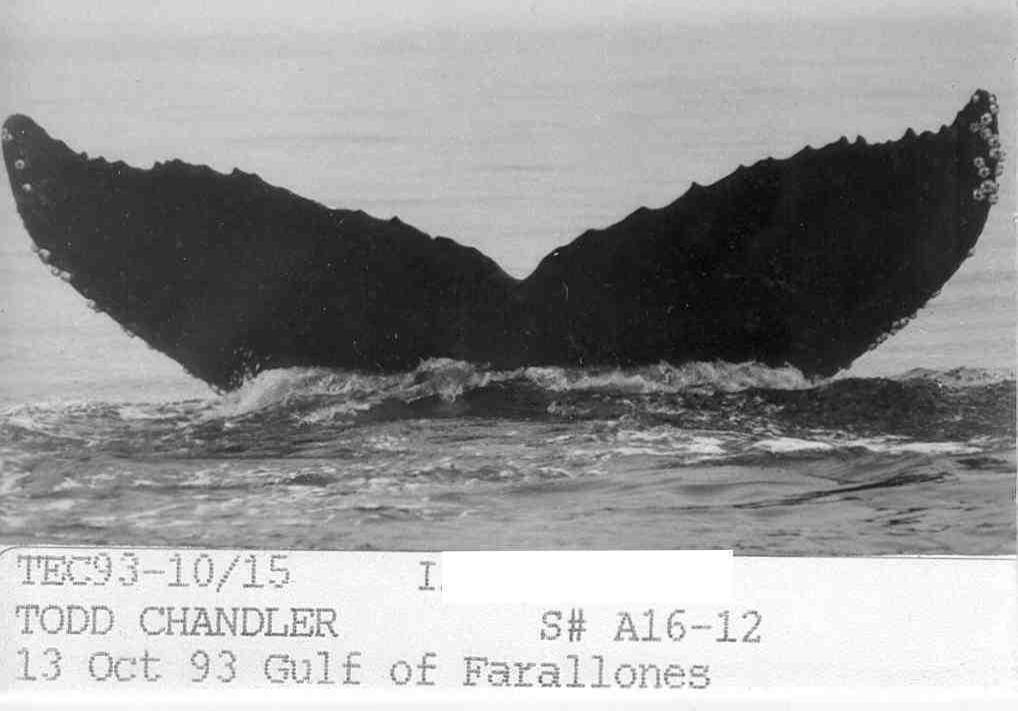 TEC93-10/15 I.
TODD CHANDLER S# A16-12
13 Oct 93 Gulf of Farallones